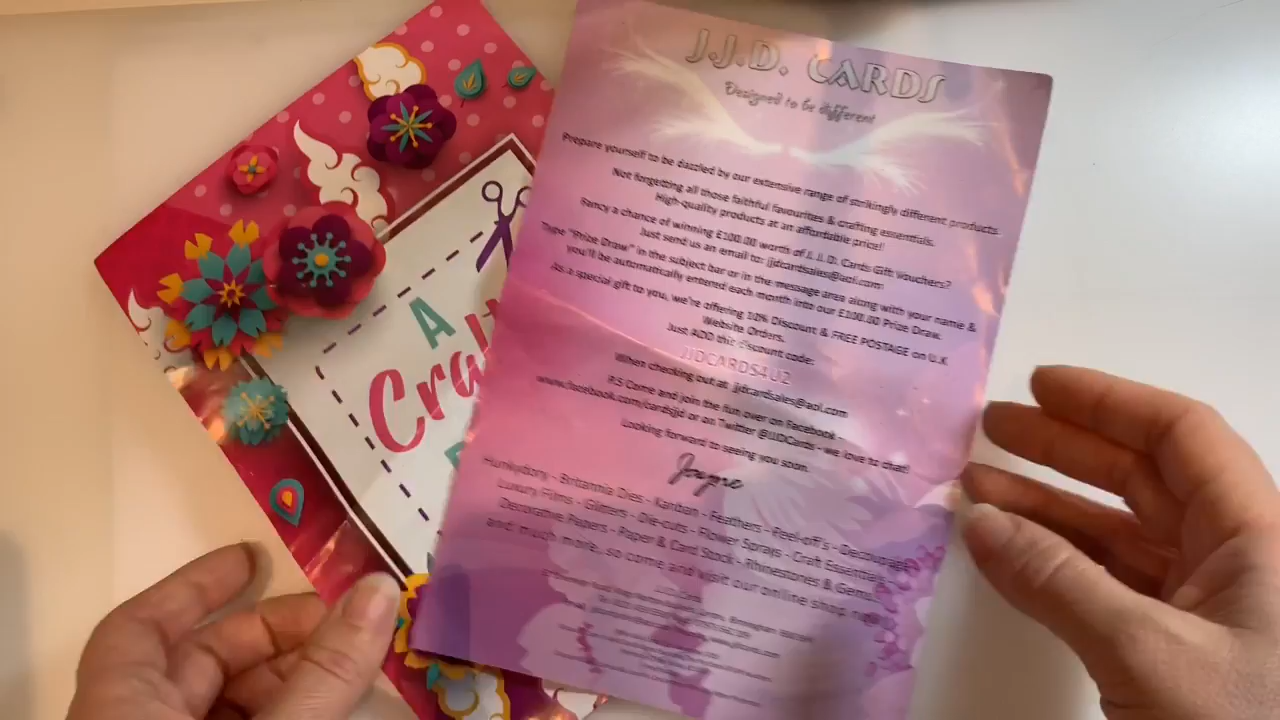 J.J.D. CARDS
Designed to be different
Prepare yourself to be dazzled by our extensive range of strikingly different products.
Not forgetting all those faithful favourites & crafting essentials.
High-quality products at an affordable price!
Fancy a chance of winning £100.00 worth of J.J.D. Cards Gift Vouchers?
Just send us an email to: jjdcardsales@aol.com
Type "Prize Draw" in the subject bar or in the message area along with your name &
you'll be automatically entered each month into our £100.00 Prize Draw.
As a special gift to you, we're offering 10% Discount & FREE POSTAGE on U.K
Website Orders.
Just ADD this discount code:
JJDCARDS4U2
When checking out at jjdcardsales@aol.com
P.S Come and join the fun over on Facebook -
www.facebook.com/cardsjjd or on Twitter @JJDCards - we love to chat!
Looking forward to seeing you soon.
Jayne
Hunkydory - Britannia Dies - Kanban - Feathers - Peel-off's - Decoupage
Luxury Films - Glitters - Die-cuts - Flower Sprays - Craft Essentials
Decorative Papers - Paper & Card Stock - Rhinestones & Gems
and much more, so come and visit our online shop
A